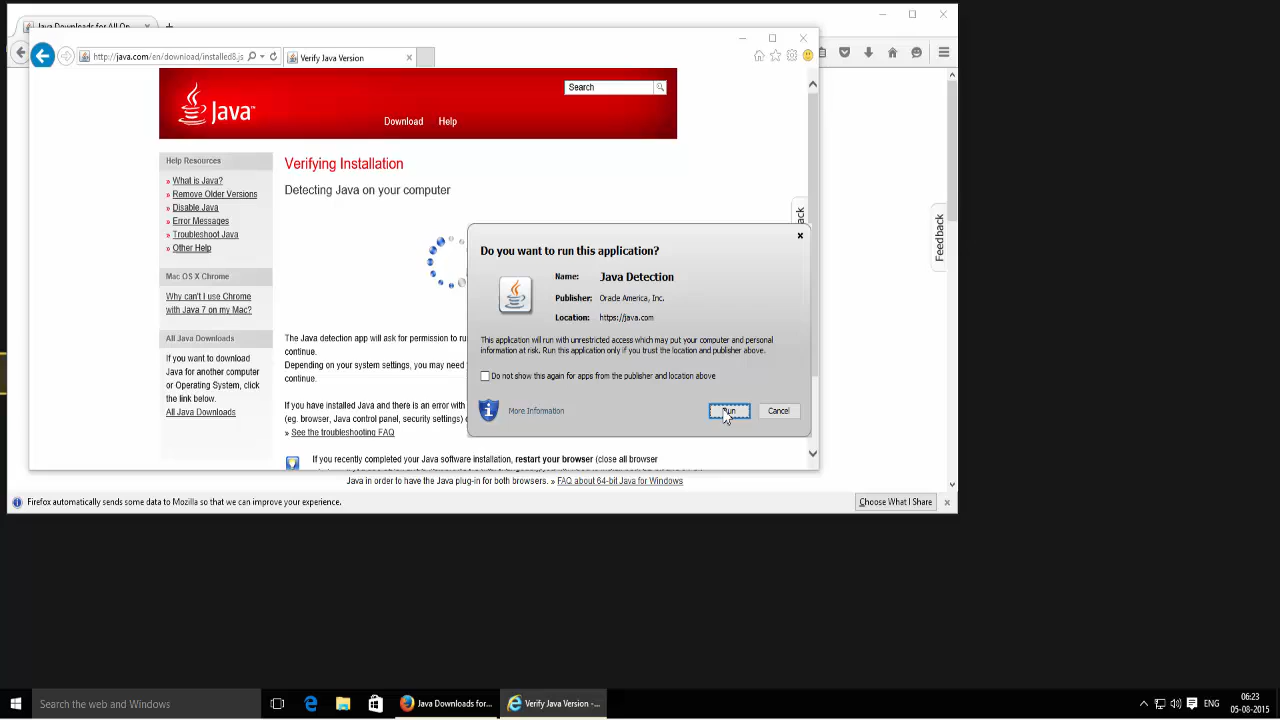 Java Downloads for All Op
http://java.com/en/download/installed8.js
Verify Java Version
Java
Search
Download
Help
Help Resources
» What is Java?
» Remove Older Versions
» Disable Java
» Error Messages
» Troubleshoot Java
» Other Help
Mac OS X Chrome
Why can't I use Chrome
with Java 7 on my Mac?
All Java Downloads
If you want to download
Java for another computer
or Operating System, click
the link below.
All Java Downloads
Verifying Installation
Detecting Java on your computer
The Java detection app will ask for permission to ru
continue.
Depending on your system settings, you may need
continue.
If you have installed Java and there is an error with
(eg. browser, Java control panel, security settings)
» See the troubleshooting FAQ
If you recently completed your Java software installation, restart your browser (close all browser
Java in order to have the Java plug-in for both browsers. » FAQ about 64-bit Java for Windows
Do you want to run this application?
Name: Java Detection
Publisher: Oracle America, Inc.
Location: https://java.com
This application will run with unrestricted access which may put your computer and personal
information at risk. Run this application only if you trust the location and publisher above.
Do not show this again for apps from the publisher and location above
More Information
Run
Cancel
Feedback
Firefox automatically sends some data to Mozilla so that we can improve your experience.
Choose What I Share
Search the web and Windows
Java Downloads for...
Verify Java Version -...
ENG
06:23
05-08-2015